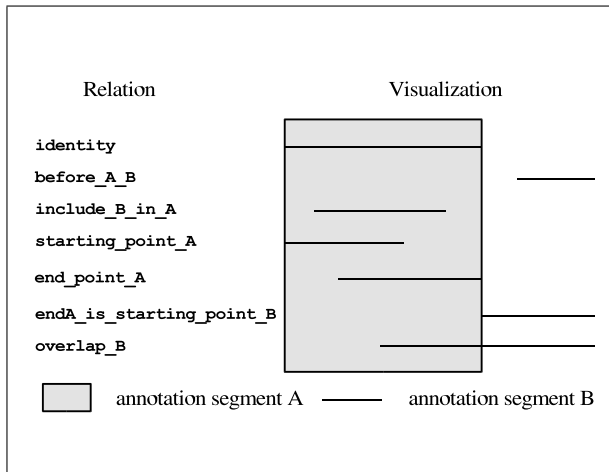 Relation Visualization
identity
before_A_B
include_B_in_A
starting_point_A
end_point_A
endA_is_starting_point_B
overlap_B
annotation segment A annotation segment B